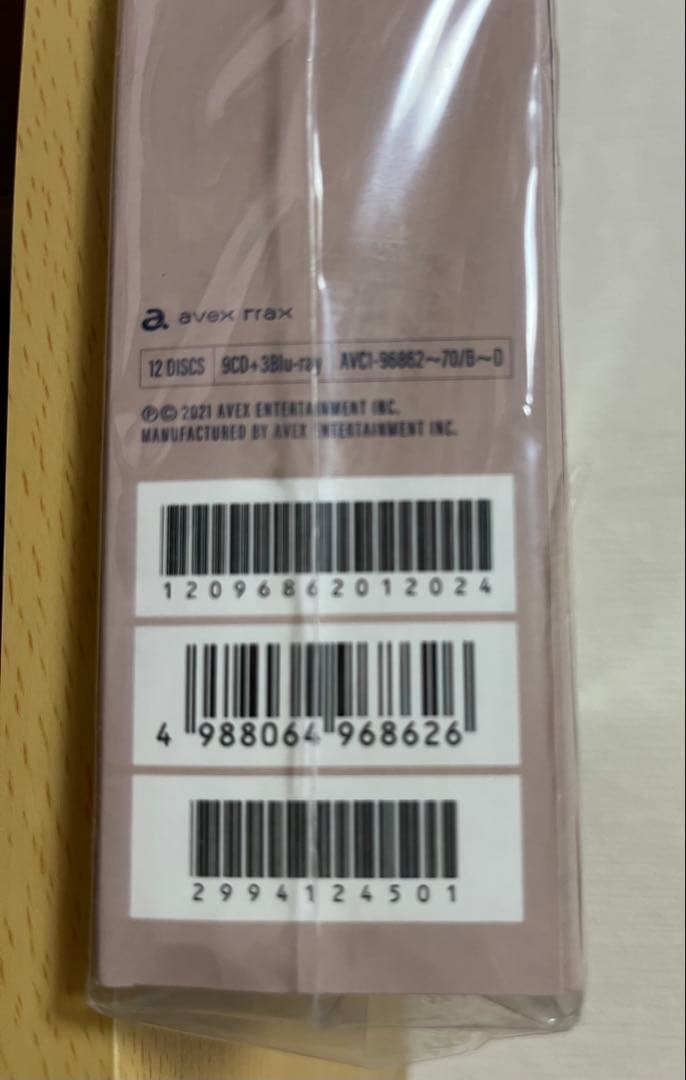 a avex trax
12 DISCS 9CD+3Blu-ray AVC1-96862~70/B~D
Ⓟ© 2021 AVEX ENTERTAINMENT INC.
MANUFACTURED BY AVEX ENTERTAINMENT INC.
12096862012024
4 988064 968626
2994124501